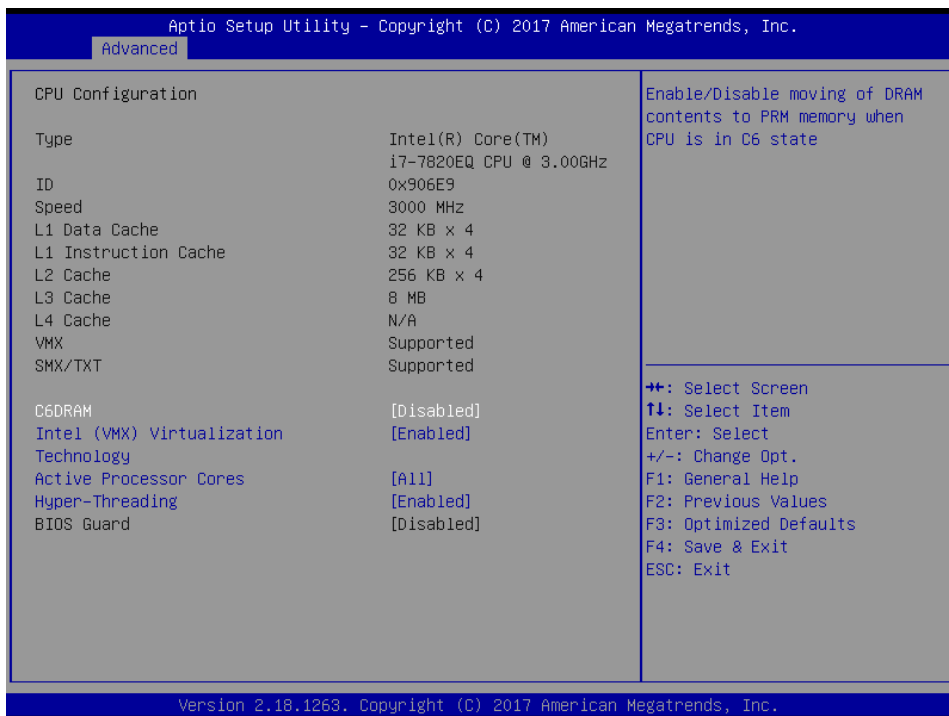 Aptio Setup Utility – Copyright (C) 2017 American Megatrends, Inc.
Advanced
CPU Configuration
Type Intel(R) Core(TM)
i7-7820EQ CPU @ 3.00GHz
ID 0x906E9
Speed 3000 MHz
L1 Data Cache 32 KB x 4
L1 Instruction Cache 32 KB x 4
L2 Cache 256 KB x 4
L3 Cache 8 MB
L4 Cache N/A
VMX Supported
SMX/TXT Supported
C6DRAM [Disabled]
Intel (VMX) Virtualization [Enabled]
Technology
Active Processor Cores [All]
Hyper-Threading [Enabled]
BIOS Guard [Disabled]
Enable/Disable moving of DRAM
contents to PRM memory when
CPU is in C6 state
→←: Select Screen
↑↓: Select Item
Enter: Select
+/-: Change Opt.
F1: General Help
F2: Previous Values
F3: Optimized Defaults
F4: Save & Exit
ESC: Exit
Version 2.18.1263. Copyright (C) 2017 American Megatrends, Inc.